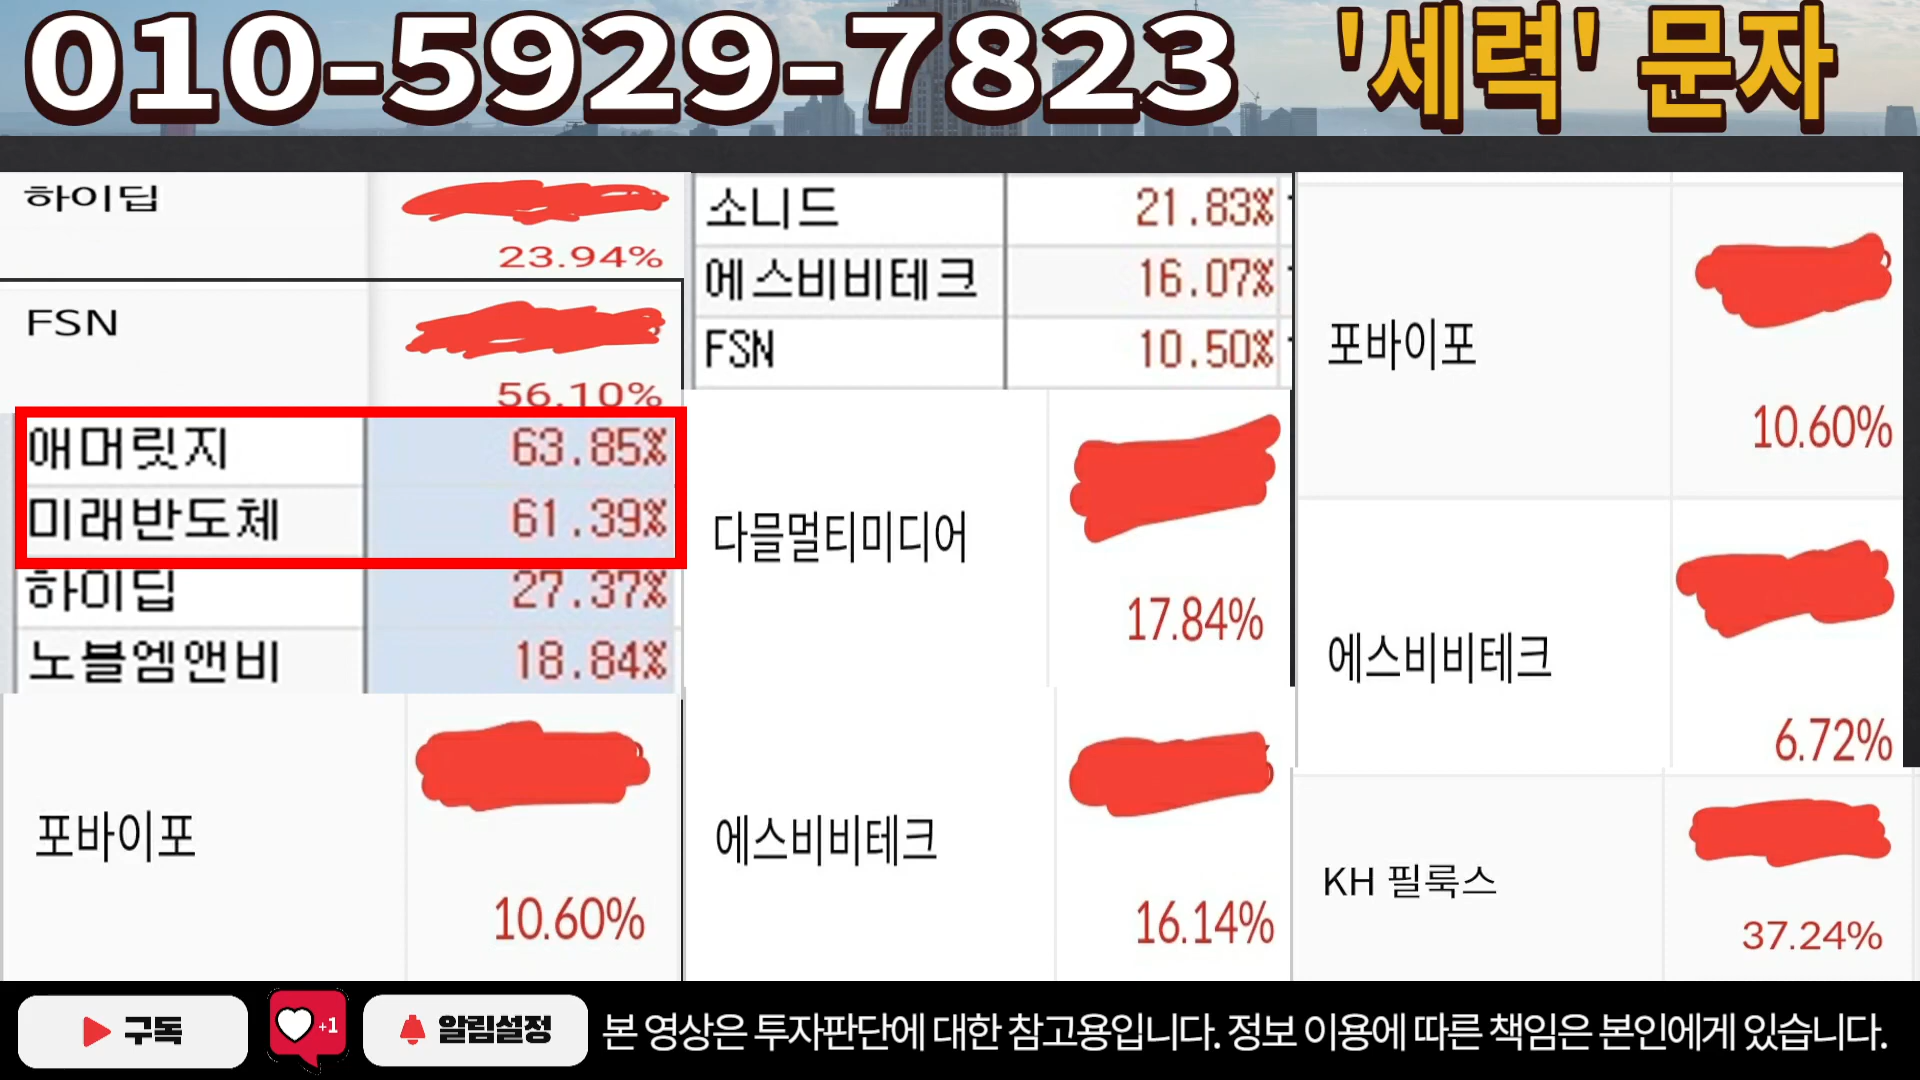 010-5929-7823 '세력' 문자
하이딥
23.94%
FSN
56.10%
애머릿지 63.85%
미래반도체 61.39%
하이딥 27.37%
노블엠앤비 18.84%
포바이포
10.60%
소니드 21.83%
에스비비테크 16.07%
FSN 10.50%
다믈멀티미디어
17.84%
에스비비테크
16.14%
포바이포
10.60%
에스비비테크
6.72%
KH 필룩스
37.24%
구독 +1 알림설정 본 영상은 투자판단에 대한 참고용입니다. 정보 이용에 따른 책임은 본인에게 있습니다.